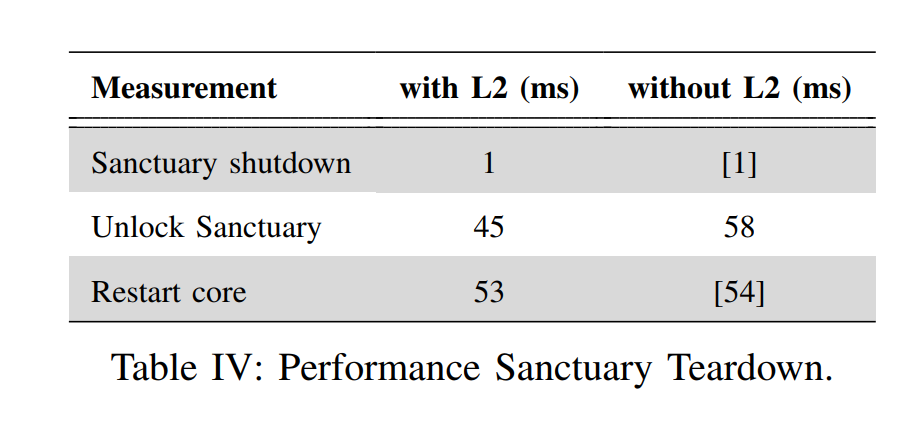 Measurement with L2 (ms) without L2 (ms)
Sanctuary shutdown 1 [1]
Unlock Sanctuary 45 58
Restart core 53 [54]
Table IV: Performance Sanctuary Teardown.